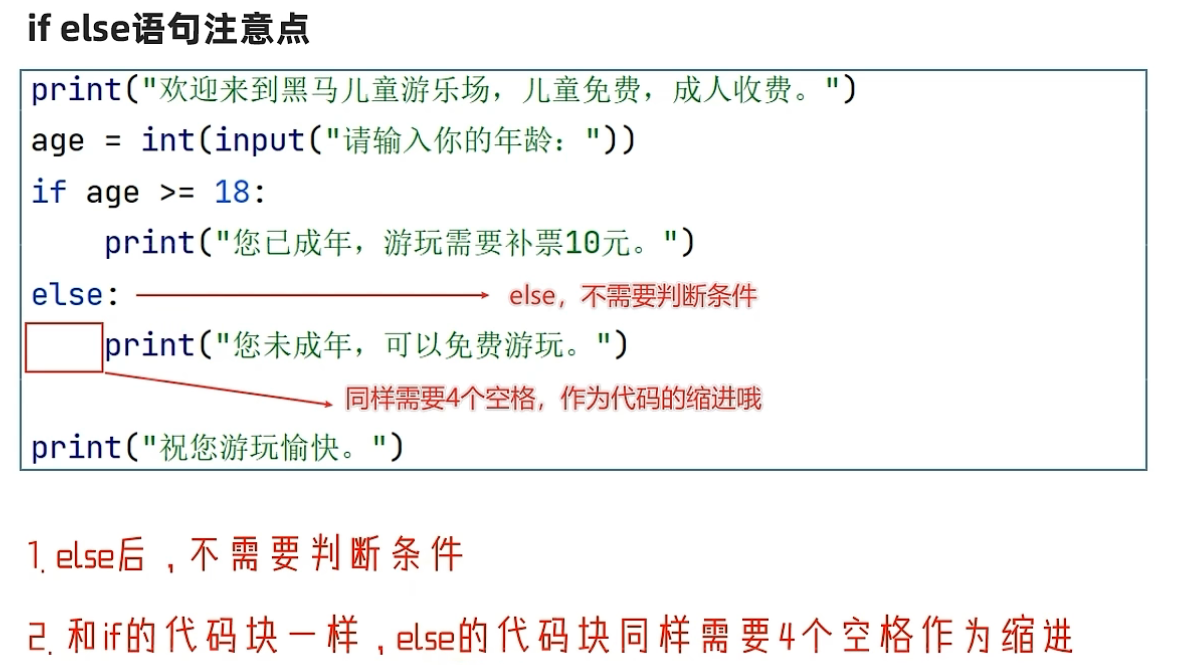 if else语句注意点
print("欢迎来到黑马儿童游乐场，儿童免费，成人收费。")
age = int(input("请输入你的年龄: "))
if age >= 18:
    print("您已成年，游玩需要补票10元。")
else:
else，不需要判断条件
    print("您未成年，可以免费游玩。")
同样需要4个空格，作为代码的缩进哦
print("祝您游玩愉快。")
1. else后，不需要判断条件
2. 和if的代码块一样，else的代码块同样需要4个空格作为缩进